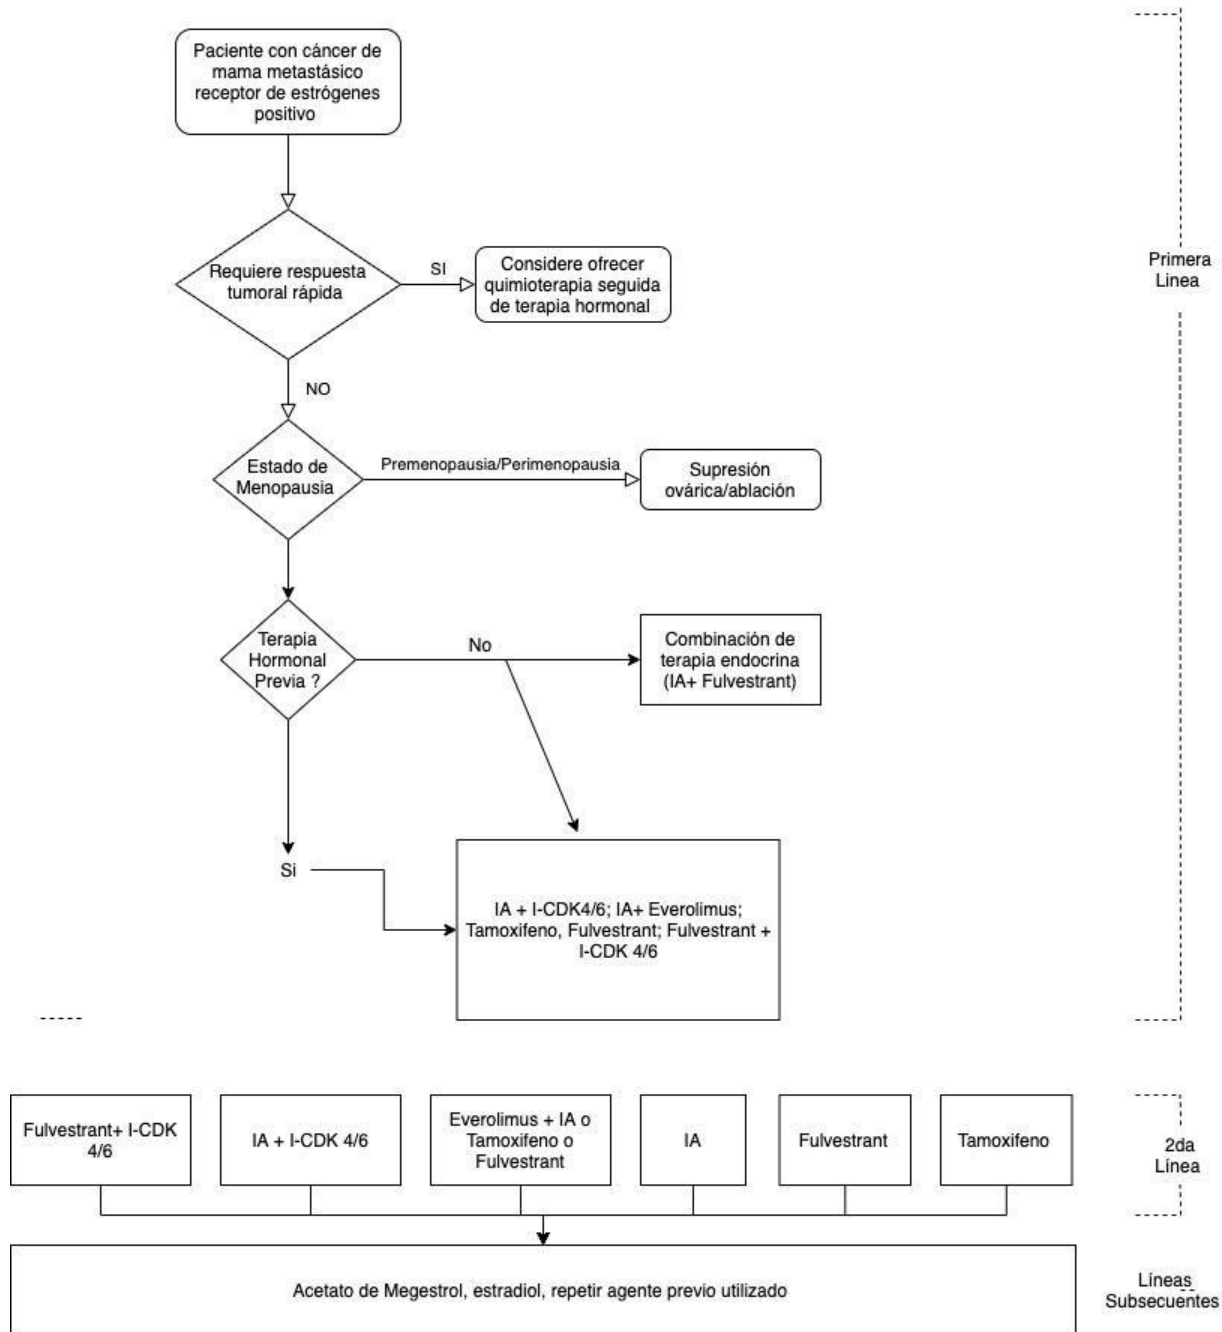 Paciente con cáncer de
mama metastásico
receptor de estrógenos
positivo
Requiere respuesta
tumoral rápida
SI
Considere ofrecer
quimioterapia seguida
de terapia hormonal
Primera
Linea
NO
Estado de
Menopausia
Premenopausia/Perimenopausia
Supresión
ovárica/ablación
Terapia
Hormonal
Previa ?
No
Combinación de
terapia endocrina
(IA+ Fulvestrant)
Si
IA + I-CDK4/6; IA+ Everolimus;
Tamoxifeno, Fulvestrant; Fulvestrant +
I-CDK 4/6
Fulvestrant+ I-CDK
4/6
IA + I-CDK 4/6
Everolimus + IA o
Tamoxifeno o
Fulvestrant
IA
Fulvestrant
Tamoxifeno
2da
Línea
Acetato de Megestrol, estradiol, repetir agente previo utilizado
Líneas
Subsecuentes